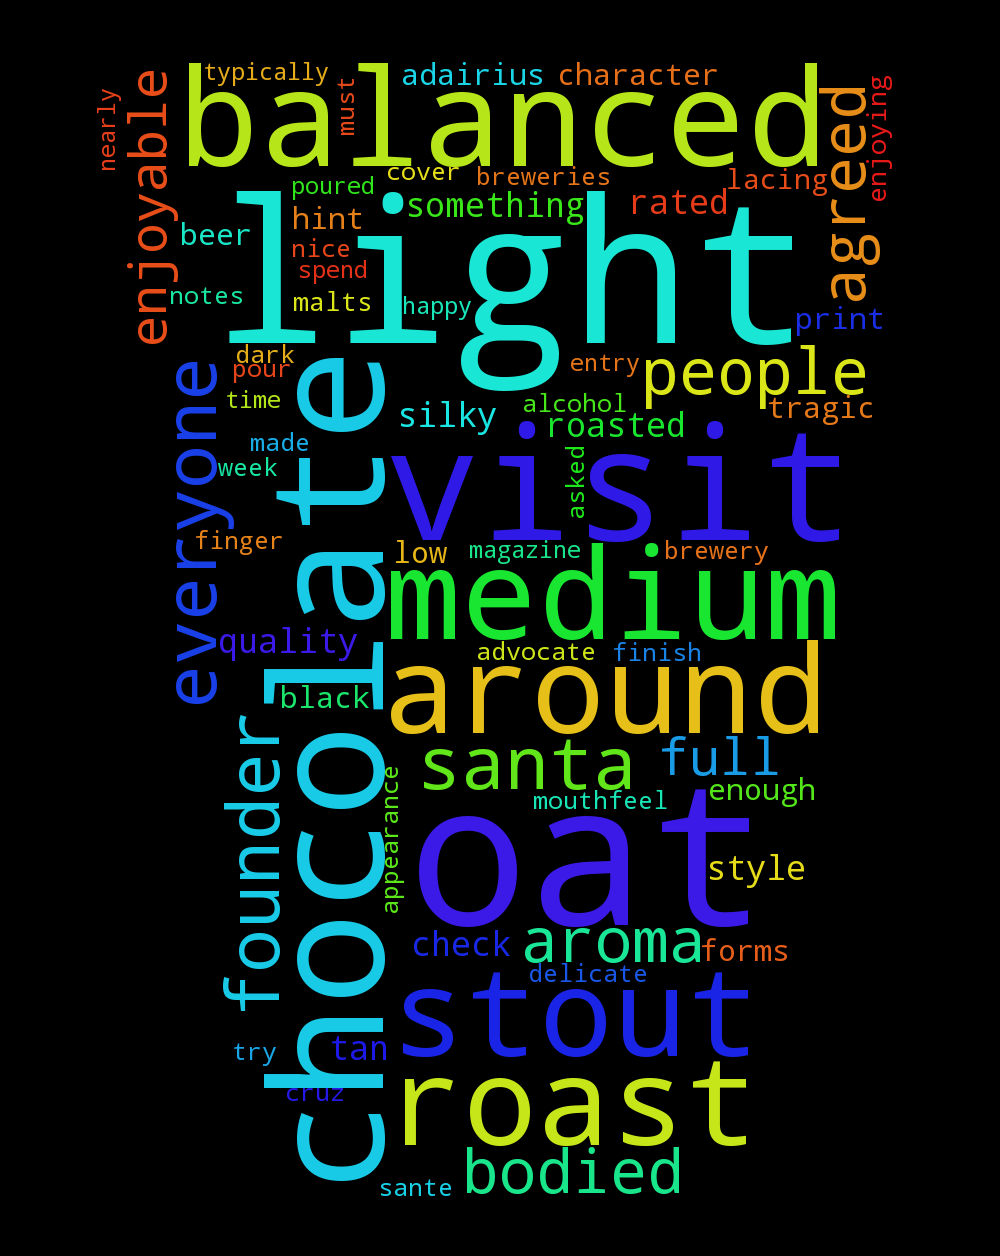 typically
adairius
character
must
balanced
nearly
enjoyable
agreed
enjoying
cover
breweries
lacing
poured
something
rated
hint
beer
light
nice
spend
notes
malts
happy
print
dark
pour
entry
people
time
silky
alcohol
tragic
roasted
made
week
visit
asked
everyone
chocolate
finger
low
magazine
brewery
medium
quality
advocate
finish
around
black
founder
santa
full
appearance
mouthfeel
enough
oat
style
check
aroma
forms
delicate
stout
try
tan
roast
cruz
bodied
sante